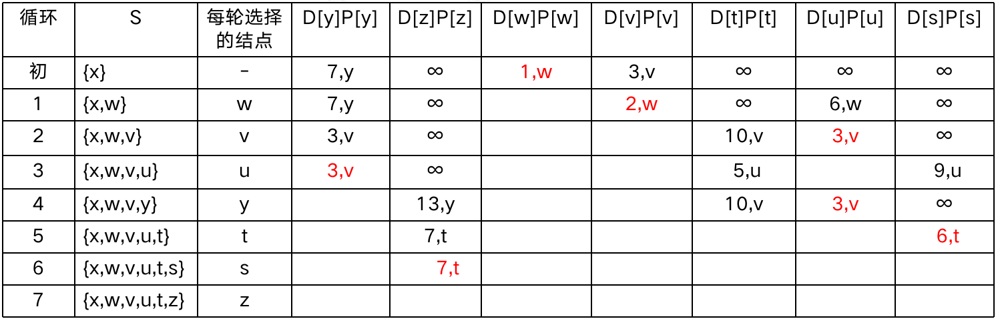 循环 S 每轮选择的结点 D[y]P[y] D[z]P[z] D[w]P[w] D[v]P[v] D[t]P[t] D[u]P[u] D[s]P[s]
初 {x} – 7,y ∞ 1,w 3,v ∞ ∞ ∞
1 {x,w} w 7,y ∞ 2,w ∞ 6,w ∞
2 {x,w,v} v 3,v ∞ 10,v 3,v ∞
3 {x,w,v,u} u 3,v ∞ 5,u 9,u
4 {x,w,v,y} y 13,y 10,v 3,v ∞
5 {x,w,v,u,t} t 7,t 6,t
6 {x,w,v,u,t,s} s 7,t
7 {x,w,v,u,t,z} z